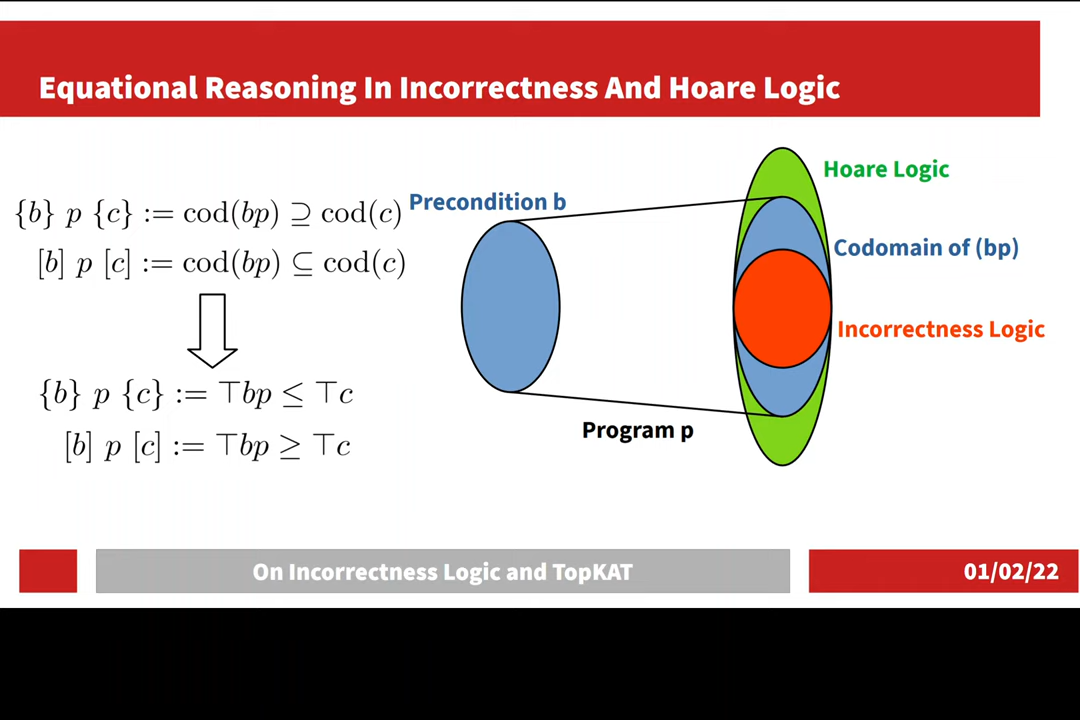 Equational Reasoning In Incorrectness And Hoare Logic
{b} p {c} := cod(bp) ⊇ cod(c)
[b] p [c] := cod(bp) ⊆ cod(c)
{b} p {c} := ⊤bp ≤ ⊤c
[b] p [c] := ⊤bp ≥ ⊤c
Precondition b
Program p
Hoare Logic
Codomain of (bp)
Incorrectness Logic
On Incorrectness Logic and TopKAT
01/02/22